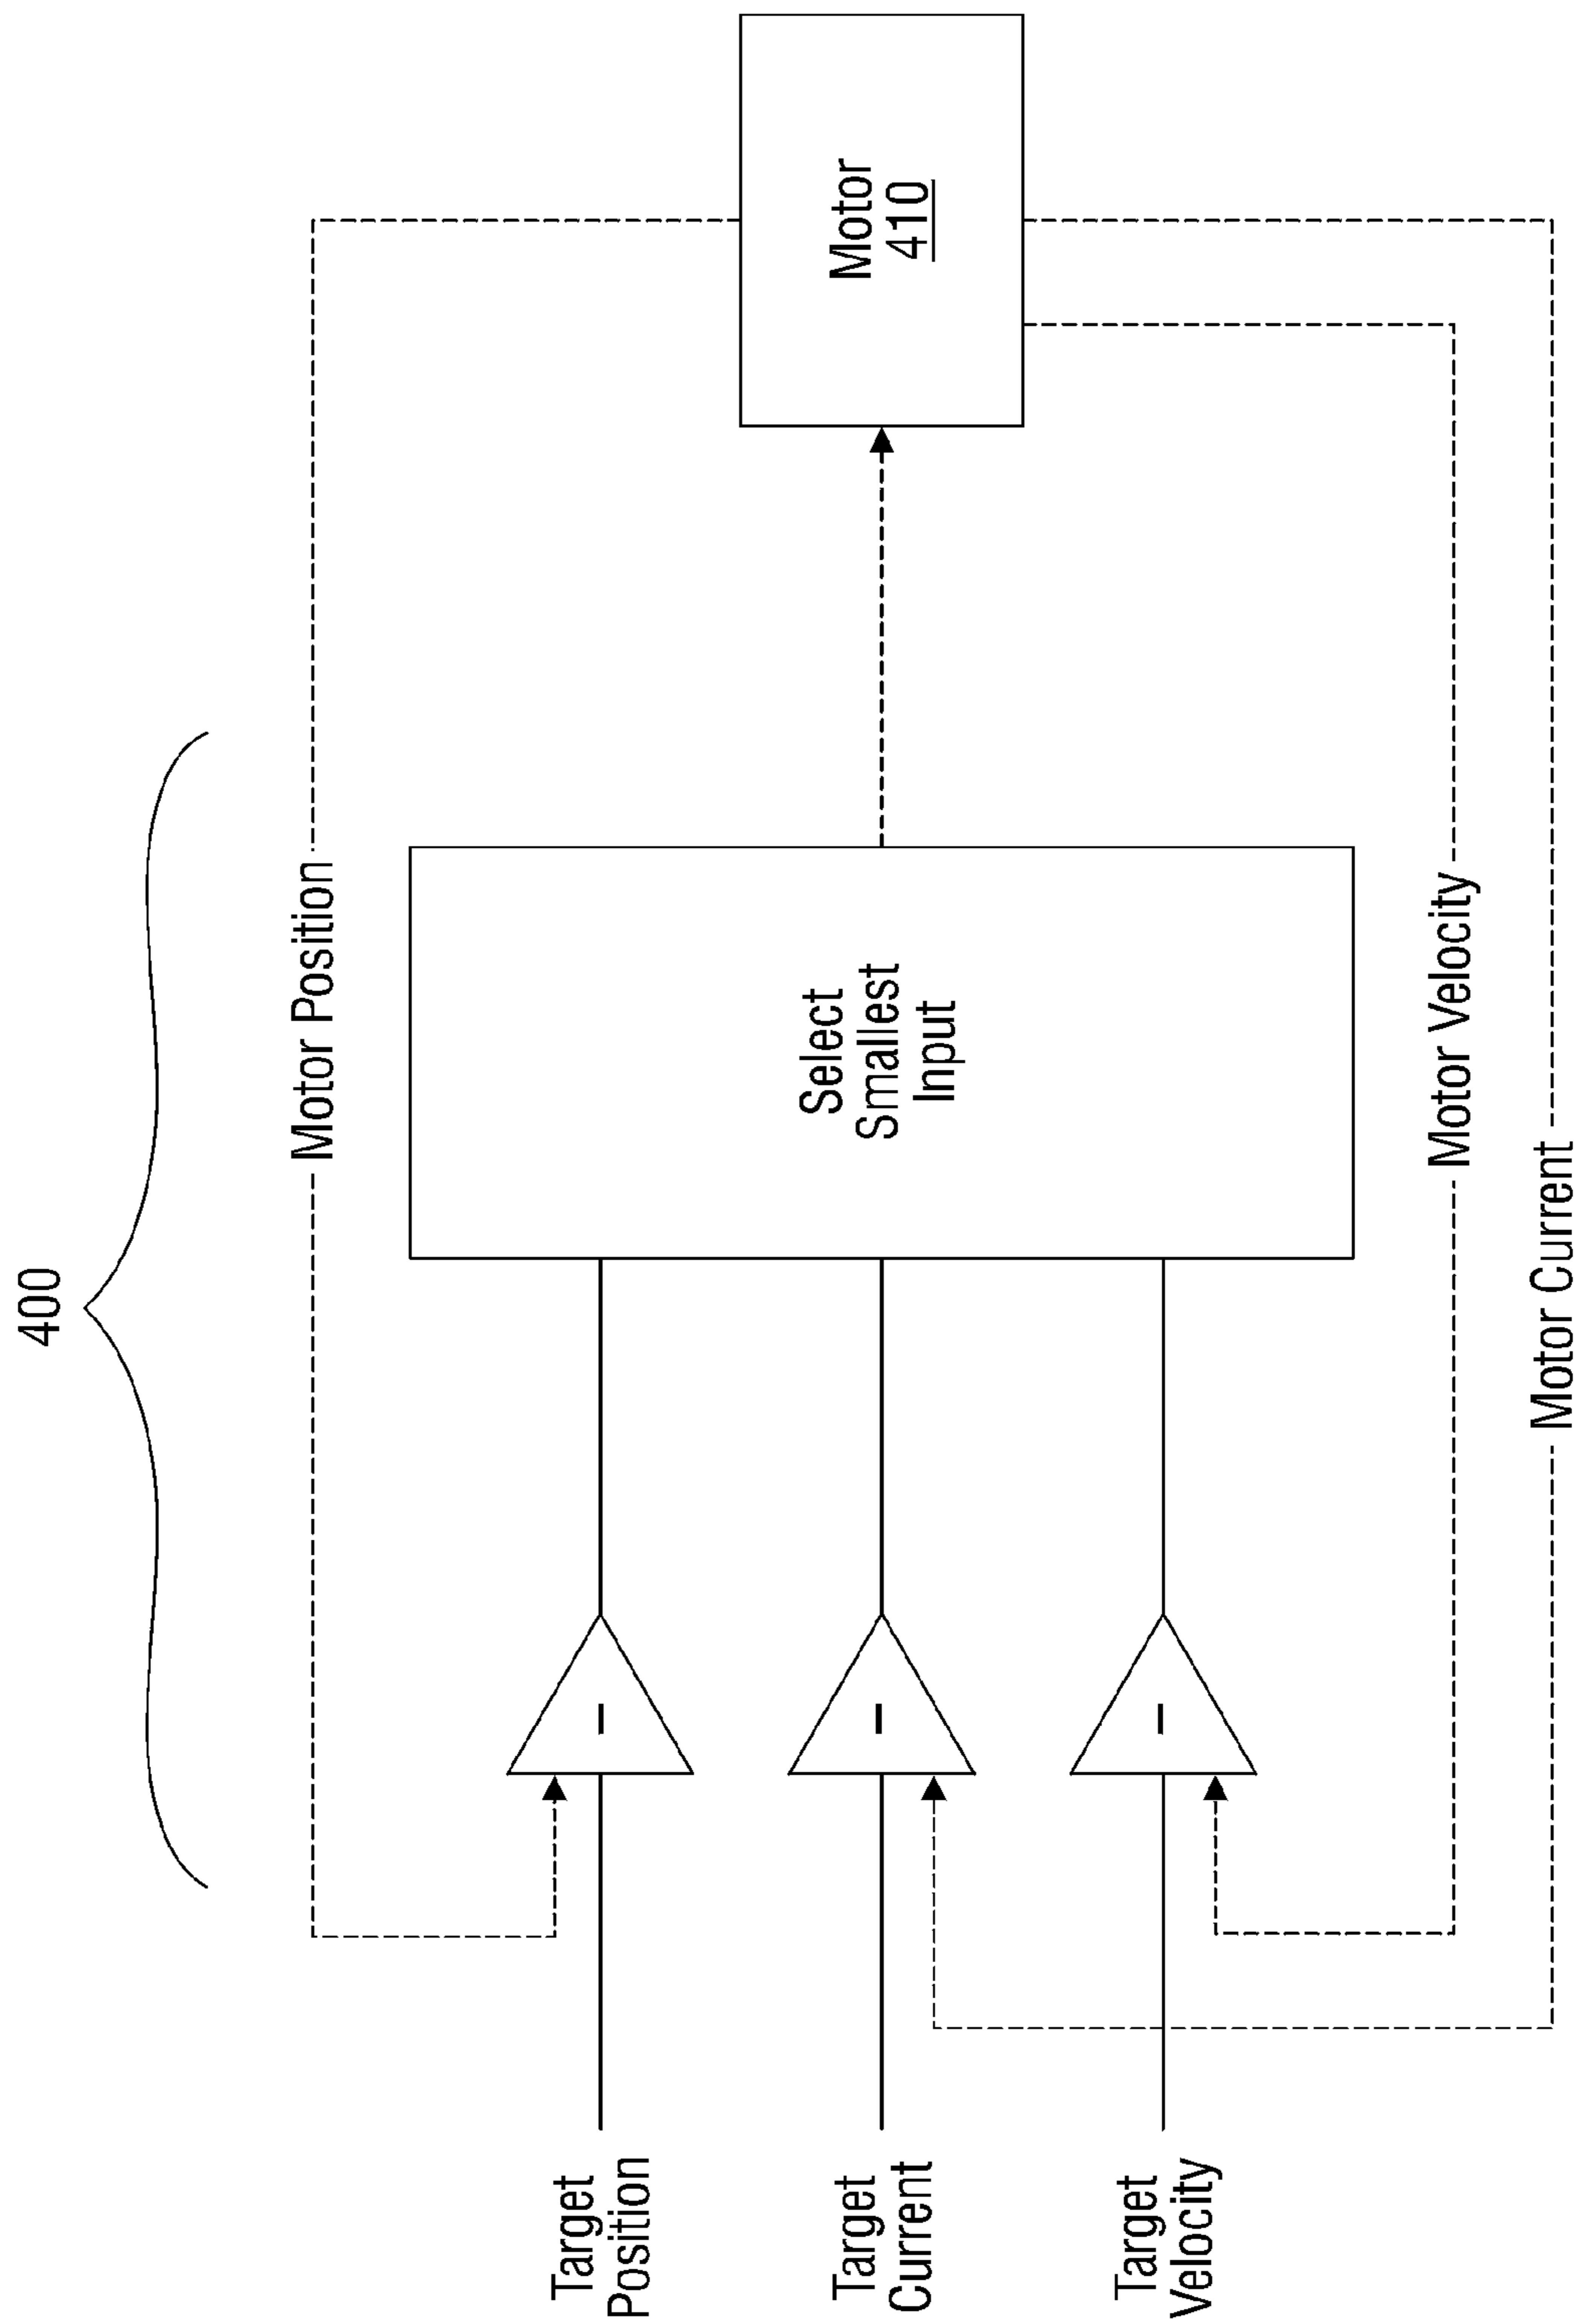 400
Motor Position
Target
Position
Target
Current
Target
Velocity
Select
Smallest
Input
Motor
410
Motor Velocity
Motor Current